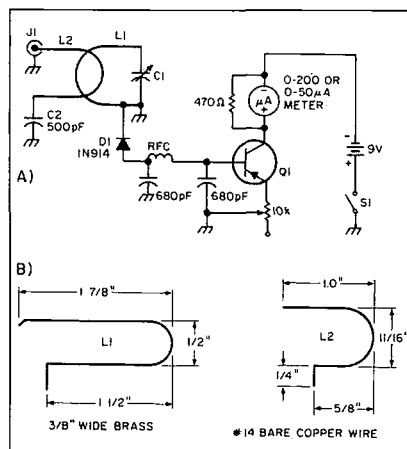 A)
J1
L2
L1
C1
C2
500pF
D1
1N914
RFC
680pF
680pF
470Ω
μA
0-200 OR
0-50μA
METER
Q1
10k
9V
S1
B)
1 7/8"
L1
1/2"
1 1/2"
3/8" WIDE BRASS
1.0"
L2
11/16"
1/4"
5/8"
#14 BARE COPPER WIRE